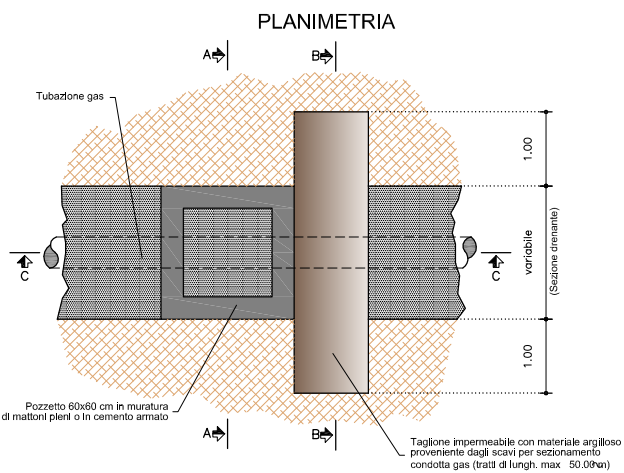 PLANIMETRIA
A
B
Tubazione gas
1.00
variabile
(Sezione drenante)
C
C
1.00
Pozzetto 60x60 cm in muratura
di mattoni pieni o in cemento armato
A
B
Taglione impermeabile con materiale argilloso
proveniente dagli scavi per sezionamento
condotta gas (tratti di lungh. max 50.00